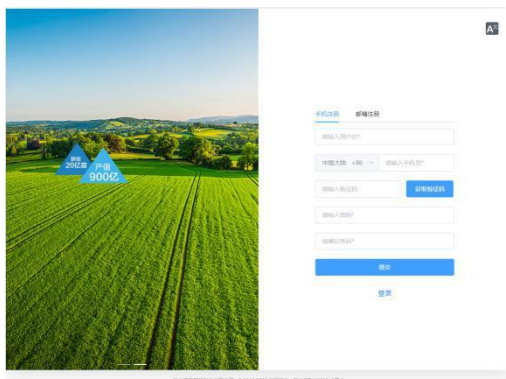 产值
900亿
20亿亩
手机注册 邮箱注册
请输入用户名*
中国大陆 +86 请输入手机号*
请输入验证码 获取验证码
请输入密码*
请确认密码*
提交
登录